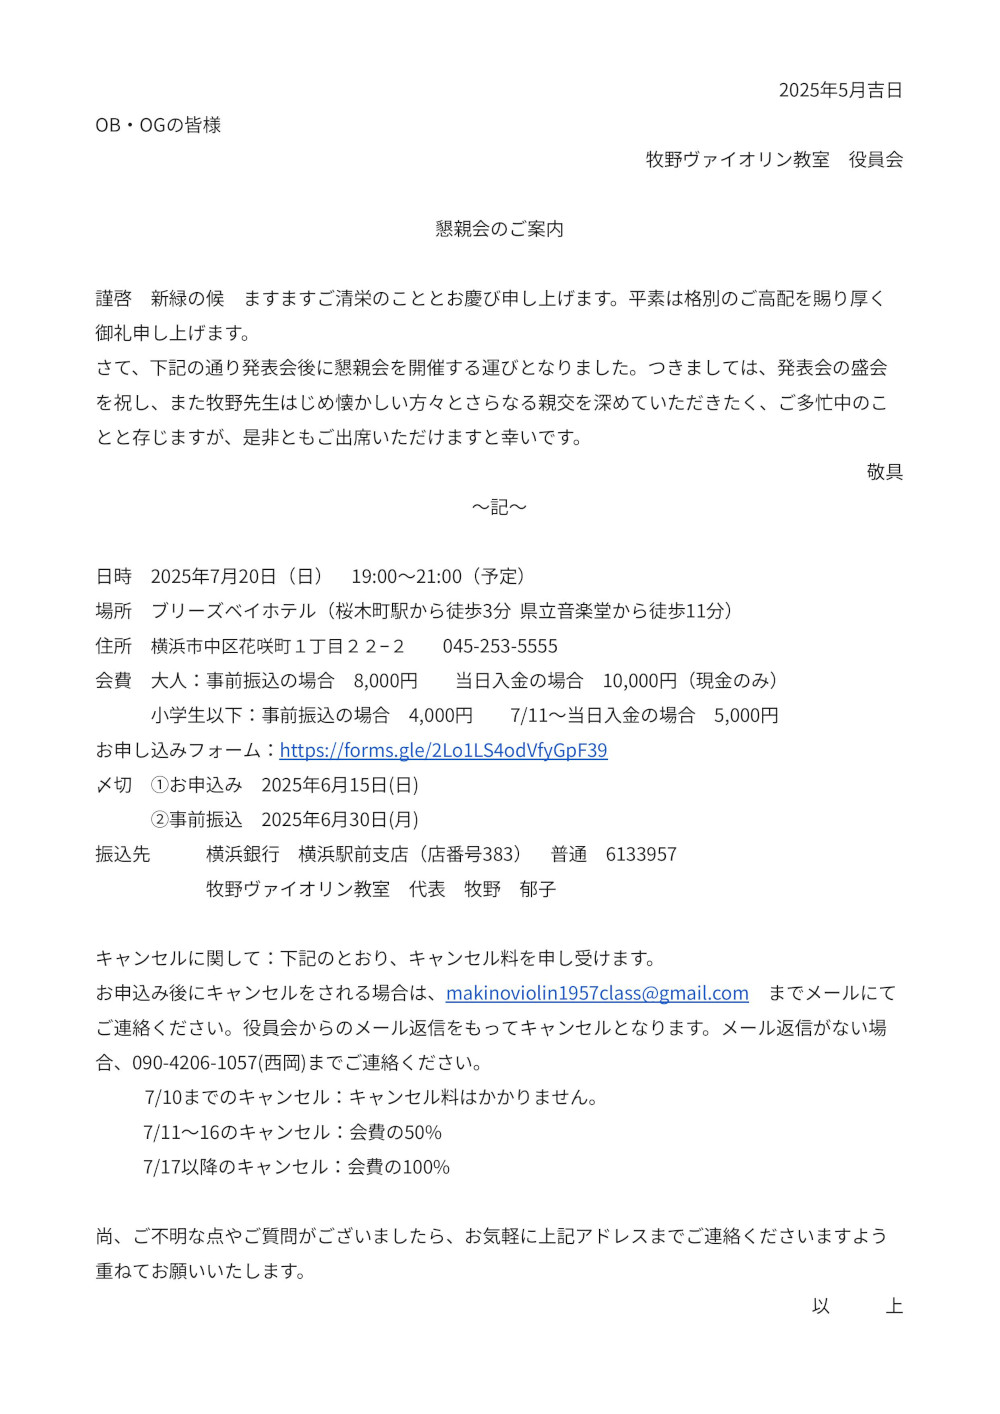 2025年5月吉日
OB・OGの皆様
牧野ヴァイオリン教室　役員会
懇親会のご案内
謹啓　新緑の候　ますますご清栄のこととお慶び申し上げます。平素は格別のご高配を賜り厚く
御礼申し上げます。
さて、下記の通り発表会後に懇親会を開催する運びとなりました。つきましては、発表会の盛会
を祝し、また牧野先生はじめ懐かしい方々とさらなる親交を深めていただきたく、ご多忙中のこ
とと存じますが、是非ともご出席いただけますと幸いです。
敬具
～記～
日時　2025年7月20日（日）　19:00～21:00（予定）
場所　ブリーズベイホテル（桜木町駅から徒歩3分 県立音楽堂から徒歩11分）
住所　横浜市中区花咲町１丁目２２−２　　045-253-5555
会費　大人：事前振込の場合　8,000円　　当日入金の場合　10,000円（現金のみ）
小学生以下：事前振込の場合　4,000円　　7/11～当日入金の場合　5,000円
お申し込みフォーム：https://forms.gle/2Lo1LS4odVfyGpF39
〆切　①お申込み　2025年6月15日(日)
②事前振込　2025年6月30日(月)
振込先　　　横浜銀行　横浜駅前支店（店番号383）　普通　6133957
牧野ヴァイオリン教室　代表　牧野　郁子
キャンセルに関して：下記のとおり、キャンセル料を申し受けます。
お申込み後にキャンセルをされる場合は、makinoviolin1957class@gmail.com　までメールにて
ご連絡ください。役員会からのメール返信をもってキャンセルとなります。メール返信がない場
合、090-4206-1057(西岡)までご連絡ください。
7/10までのキャンセル：キャンセル料はかかりません。
7/11～16のキャンセル：会費の50%
7/17以降のキャンセル：会費の100%
尚、ご不明な点やご質問がございましたら、お気軽に上記アドレスまでご連絡くださいますよう
重ねてお願いいたします。
以　　　上